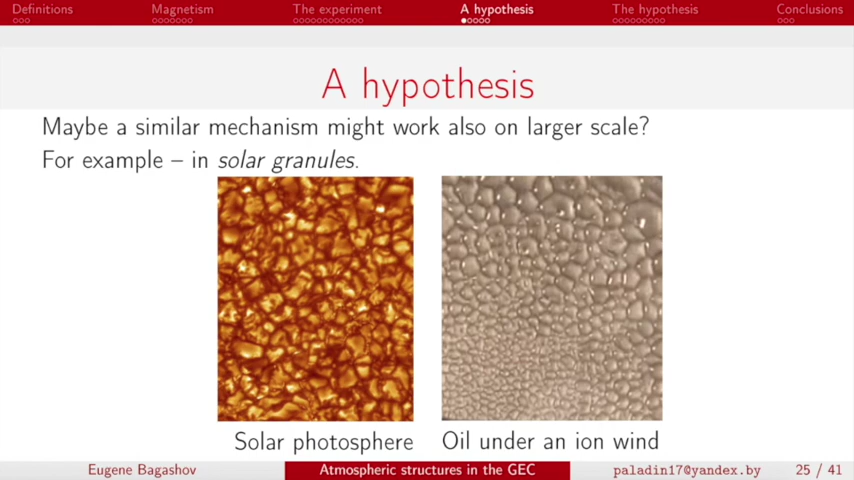 Definitions Magnetism The experiment A hypothesis The hypothesis Conclusions
A hypothesis
Maybe a similar mechanism might work also on larger scale?
For example – in solar granules.
Solar photosphere Oil under an ion wind
Eugene Bagashov Atmospheric structures in the GEC paladin17@yandex.by 25 / 41